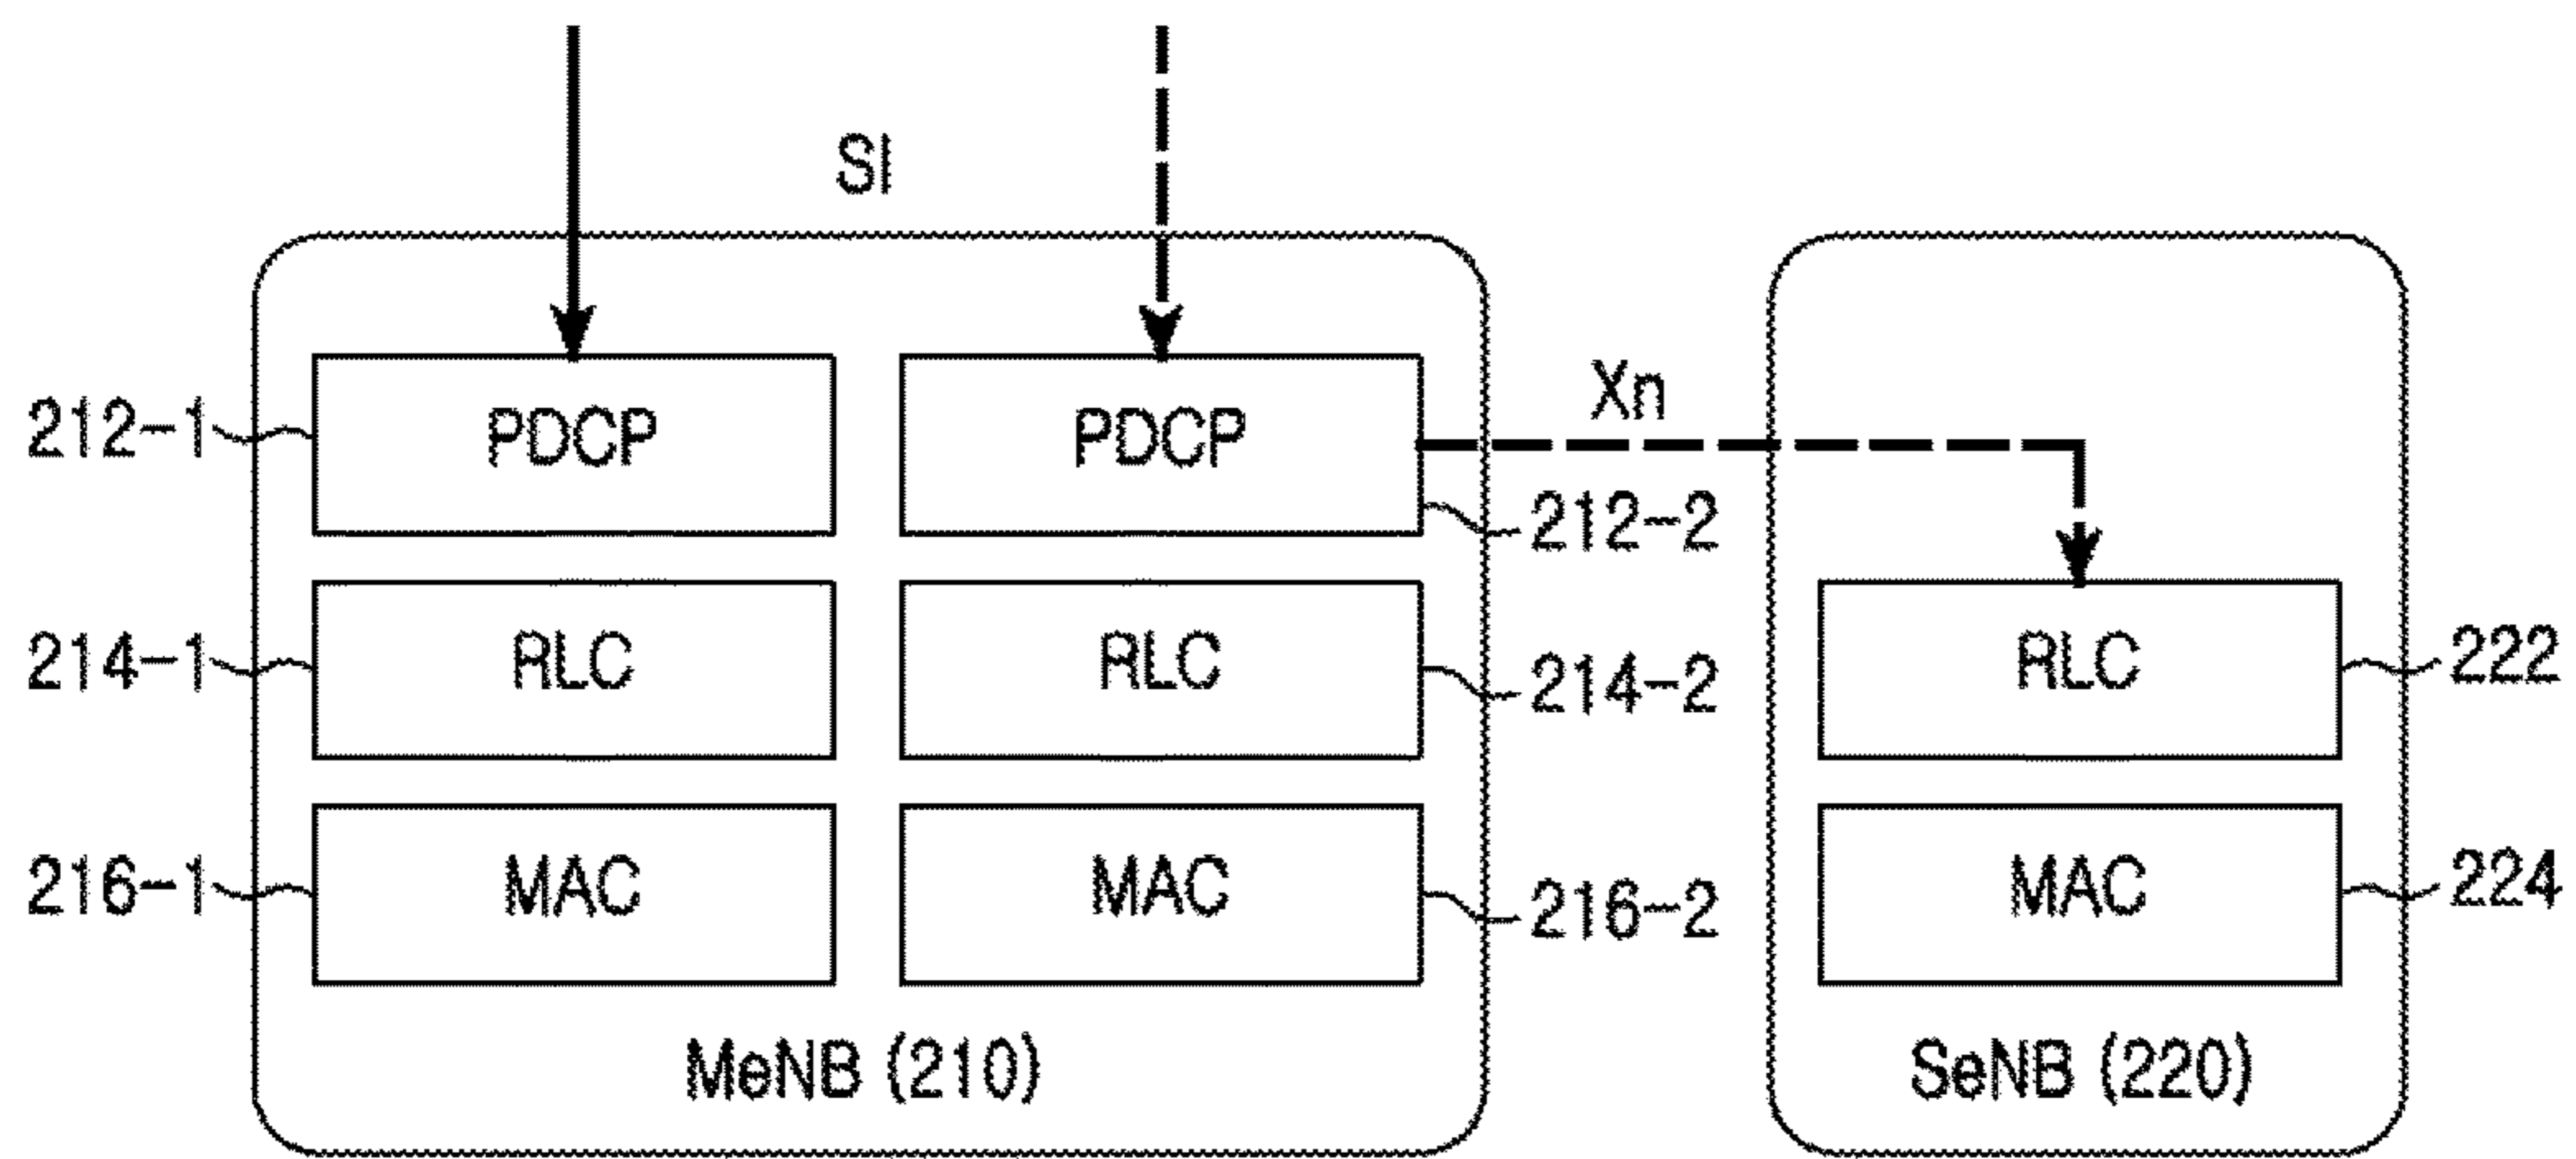 SI
Xn
212-1
PDCP
PDCP
212-2
214-1
RLC
RLC
214-2
RLC
222
216-1
MAC
MAC
216-2
MAC
224
MeNB (210)
SeNB (220)